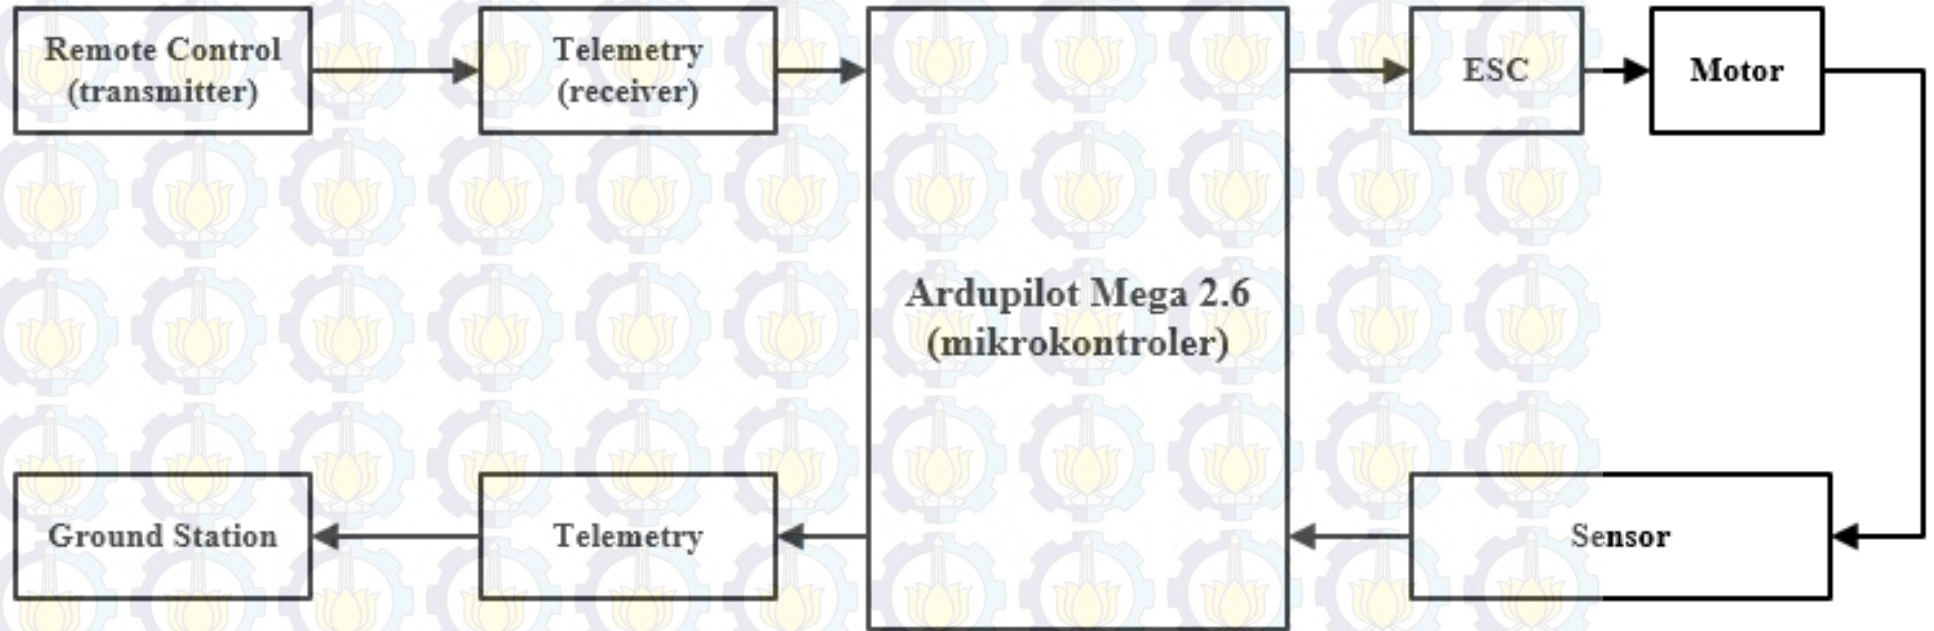 Remote Control
(transmitter)
Telemetry
(receiver)
ESC
Motor
Ardupilot Mega 2.6
(mikrokontroler)
Ground Station
Telemetry
Sensor